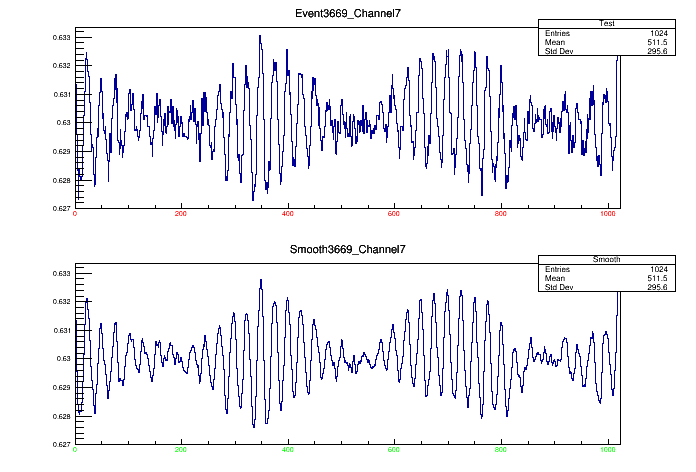 Event3669_Channel7
Test
Entries 1024
Mean 511.5
Std Dev 295.6
0.633
0.632
0.631
0.63
0.629
0.628
0.627
0 200 400 600 800 1000
Smooth3669_Channel7
Smooth
Entries 1024
Mean 511.5
Std Dev 295.6
0.633
0.632
0.631
0.63
0.629
0.628
0.627
0 200 400 600 800 1000